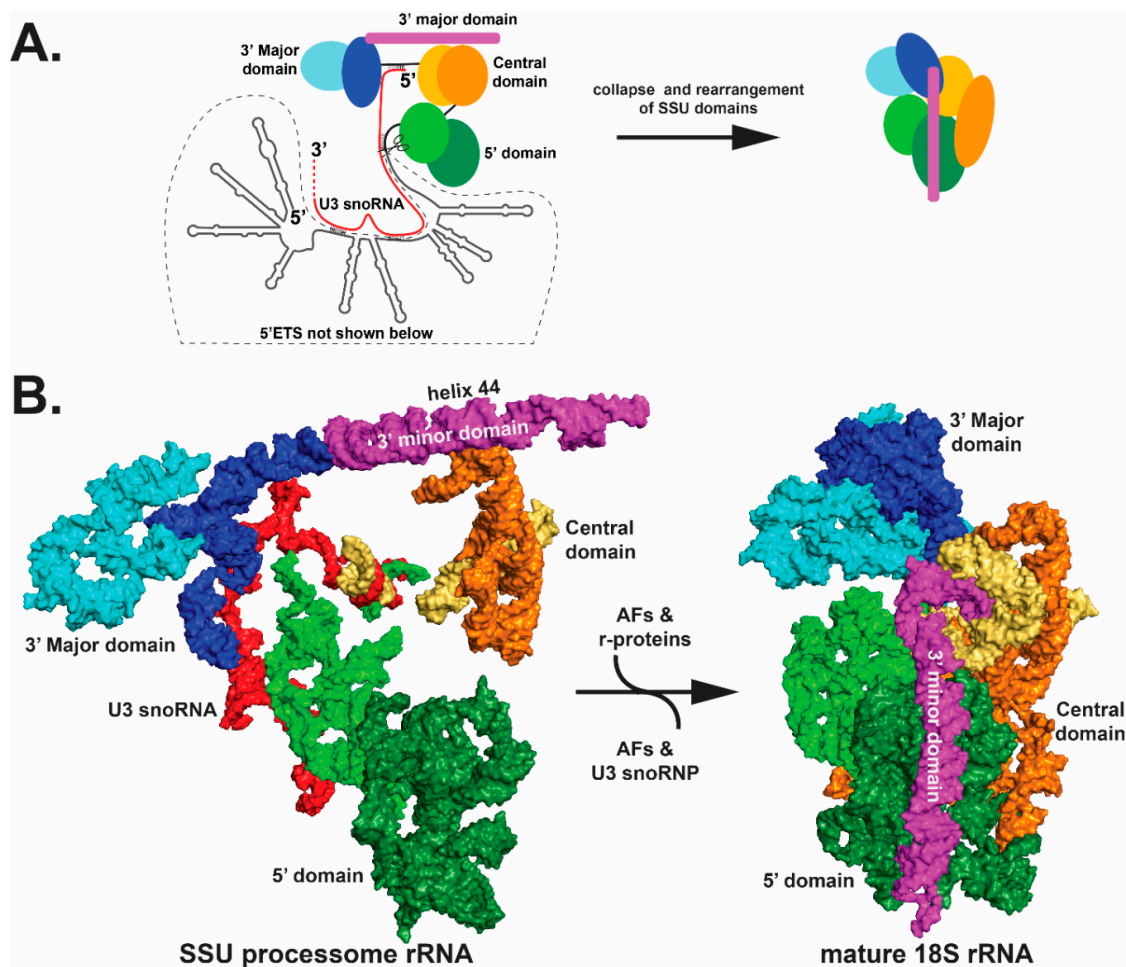 A.
3’ major domain
3’ Major
domain
5’
Central
domain
3’
5’ domain
U3 snoRNA
5’
5’ETS not shown below
collapse and rearrangement
of SSU domains
B.
helix 44
3’ minor domain
Central
domain
3’ Major domain
U3 snoRNA
5’ domain
SSU processome rRNA
AFs &
r-proteins
AFs &
U3 snoRNP
3’ Major
domain
3’ minor domain
Central
domain
5’ domain
mature 18S rRNA